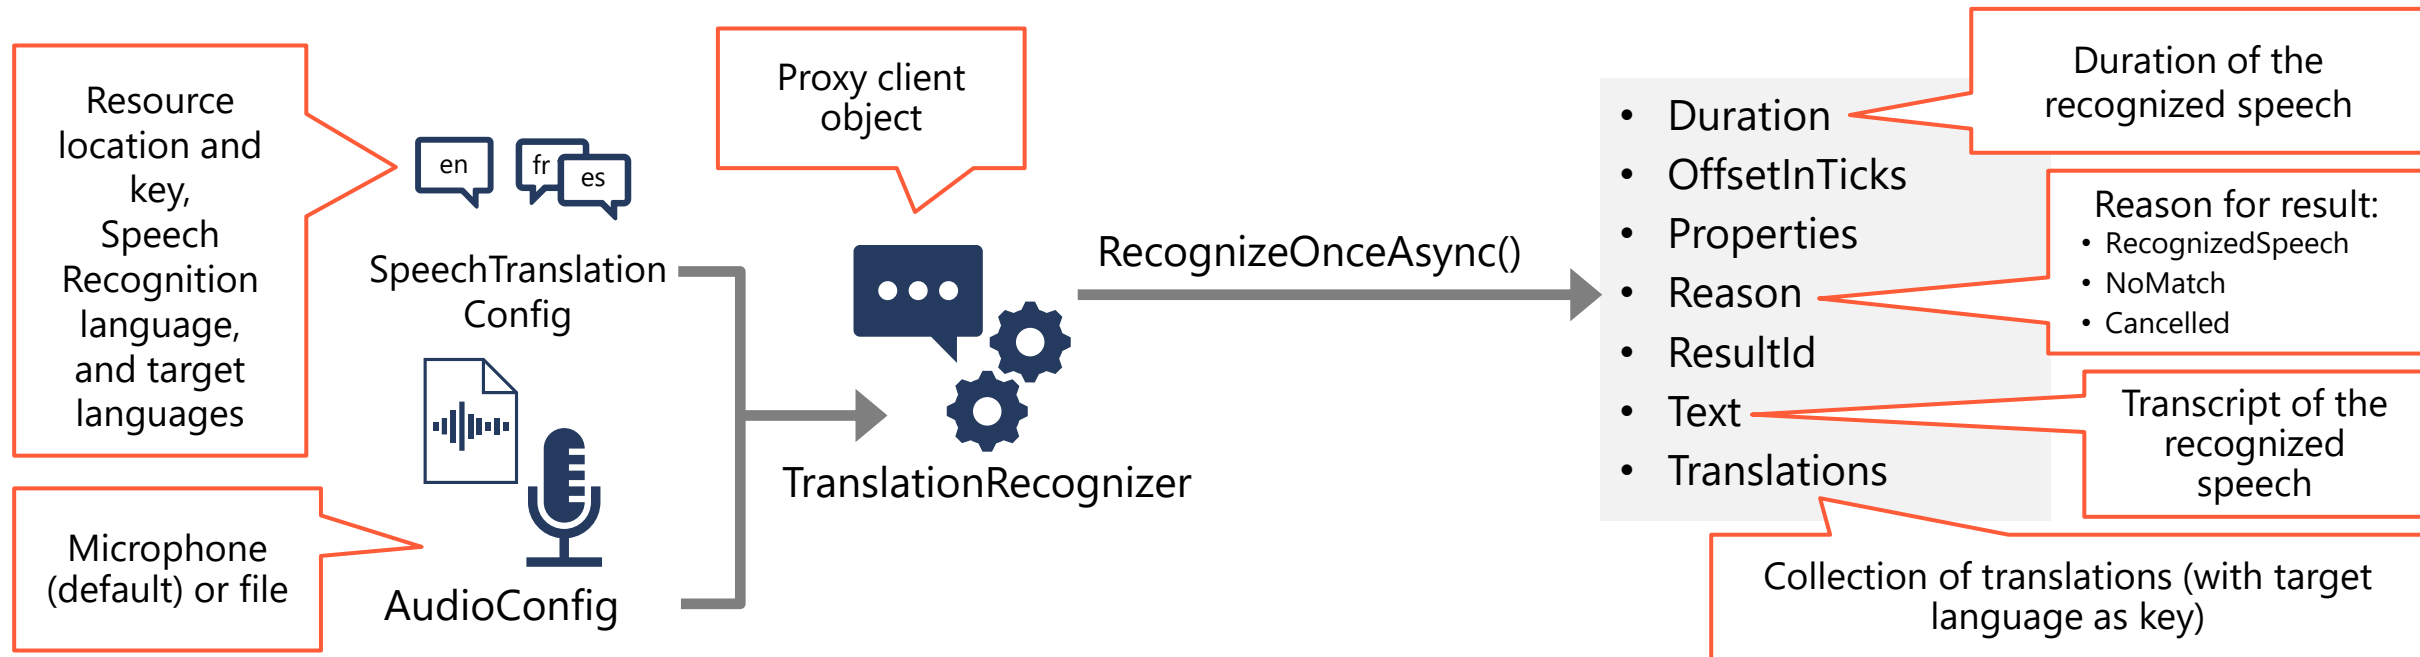 Resource
location and
key,
Speech
Recognition
language,
and target
languages
en
fr
es
SpeechTranslation
Config
Microphone
(default) or file
AudioConfig
Proxy client
object
TranslationRecognizer
RecognizeOnceAsync()
• Duration
• OffsetInTicks
• Properties
• Reason
• ResultId
• Text
• Translations
Duration of the
recognized speech
Reason for result:
• RecognizedSpeech
• NoMatch
• Cancelled
Transcript of the
recognized
speech
Collection of translations (with target
language as key)